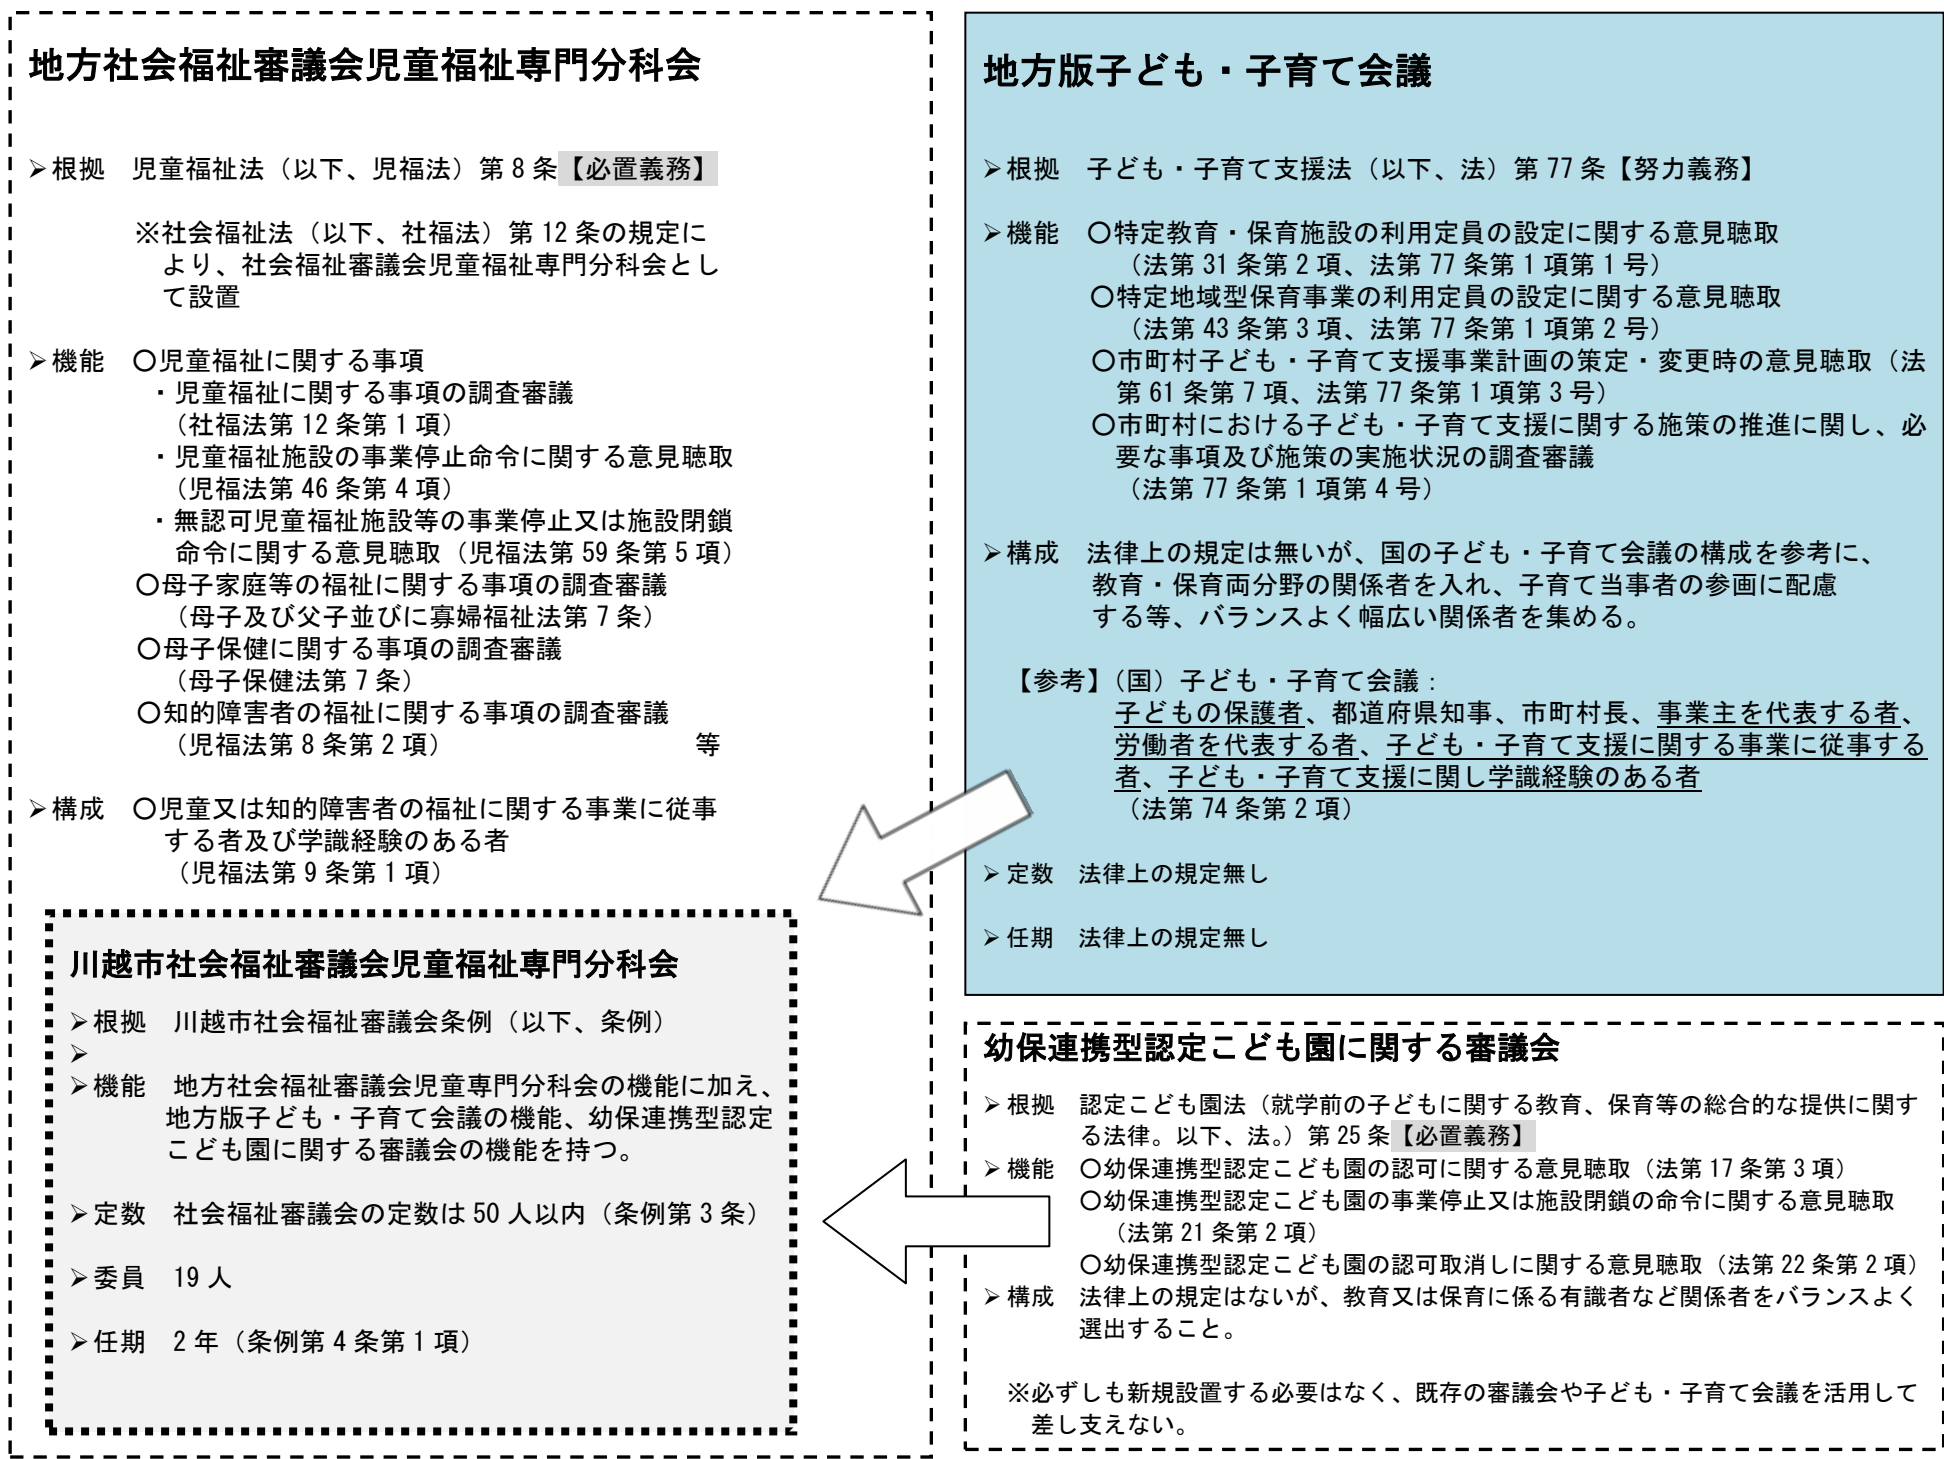 地方社会福祉審議会児童福祉専門分科会
➢根拠　児童福祉法（以下、児福法）第８条【必置義務】
※社会福祉法（以下、社福法）第 12 条の規定に
より、社会福祉審議会児童福祉専門分科会とし
て設置
➢機能　〇児童福祉に関する事項
・児童福祉に関する事項の調査審議
（社福法第 12 条第１項）
・児童福祉施設の事業停止命令に関する意見聴取
（児福法第 46 条第４項）
・無認可児童福祉施設等の事業停止又は施設閉鎖
命令に関する意見聴取（児福法第 59 条第５項）
〇母子家庭等の福祉に関する事項の調査審議
（母子及び父子並びに寡婦福祉法第７条）
〇母子保健に関する事項の調査審議
（母子保健法第７条）
〇知的障害者の福祉に関する事項の調査審議
（児福法第８条第２項）　等
➢構成　〇児童又は知的障害者の福祉に関する事業に従事
する者及び学識経験のある者
（児福法第９条第１項）
川越市社会福祉審議会児童福祉専門分科会
➢根拠　川越市社会福祉審議会条例（以下、条例）
➢
➢機能　地方社会福祉審議会児童専門分科会の機能に加え、
地方版子ども・子育て会議の機能、幼保連携型認定
こども園に関する審議会の機能を持つ。
➢定数　社会福祉審議会の定数は 50 人以内（条例第３条）
➢委員　19 人
➢任期　２年（条例第４条第１項）
地方版子ども・子育て会議
➢根拠　子ども・子育て支援法（以下、法）第 77 条【努力義務】
➢機能　〇特定教育・保育施設の利用定員の設定に関する意見聴取
（法第 31 条第２項、法第 77 条第１項第１号）
〇特定地域型保育事業の利用定員の設定に関する意見聴取
（法第 43 条第３項、法第 77 条第１項第２号）
〇市町村子ども・子育て支援事業計画の策定・変更時の意見聴取（法
第 61 条第７項、法第 77 条第１項第３号）
〇市町村における子ども・子育て支援に関する施策の推進に関し、必
要な事項及び施策の実施状況の調査審議
（法第 77 条第１項第４号）
➢構成　法律上の規定は無いが、国の子ども・子育て会議の構成を参考に、
教育・保育両分野の関係者を入れ、子育て当事者の参画に配慮
する等、バランスよく幅広い関係者を集める。
【参考】（国）子ども・子育て会議：
子どもの保護者、都道府県知事、市町村長、事業主を代表する者、
労働者を代表する者、子ども・子育て支援に関する事業に従事する
者、子ども・子育て支援に関し学識経験のある者
（法第 74 条第２項）
➢定数　法律上の規定無し
➢任期　法律上の規定無し
幼保連携型認定こども園に関する審議会
➢根拠　認定こども園法（就学前の子どもに関する教育、保育等の総合的な提供に関す
る法律。以下、法。）第 25 条【必置義務】
➢機能　〇幼保連携型認定こども園の認可に関する意見聴取（法第 17 条第３項）
〇幼保連携型認定こども園の事業停止又は施設閉鎖の命令に関する意見聴取
（法第 21 条第２項）
〇幼保連携型認定こども園の認可取消しに関する意見聴取（法第 22 条第２項）
➢構成　法律上の規定はないが、教育又は保育に係る有識者など関係者をバランスよく
選出すること。
※必ずしも新規設置する必要はなく、既存の審議会や子ども・子育て会議を活用して
差し支えない。